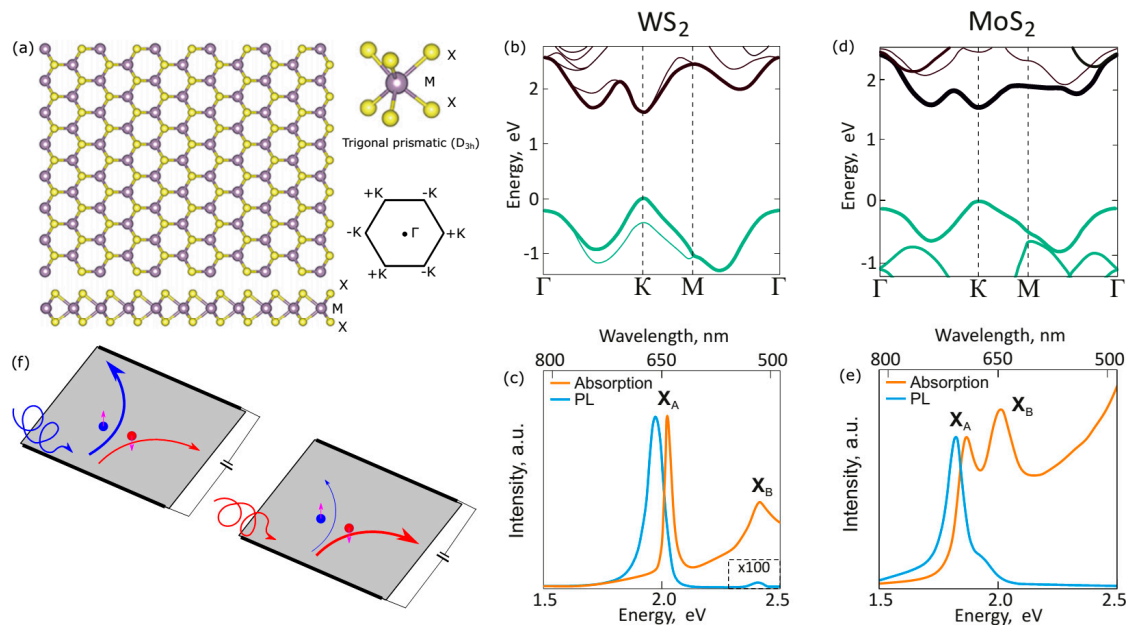 WS2
MoS2
(a)
X
M
X
Trigonal prismatic (D3h)
+K
-K
-K
Γ
+K
+K
-K
X
M
X
(b)
Energy, eV
2
1
0
-1
Γ
K
M
Γ
(d)
Energy, eV
2
1
0
-1
Γ
K
M
Γ
Wavelength, nm
800
650
500
(c)
Absorption
PL
XA
XB
x100
Intensity, a.u.
1.5
2.0
2.5
Energy, eV
Wavelength, nm
800
650
500
(e)
Absorption
PL
XA
XB
Intensity, a.u.
1.5
2.0
2.5
Energy, eV
(f)